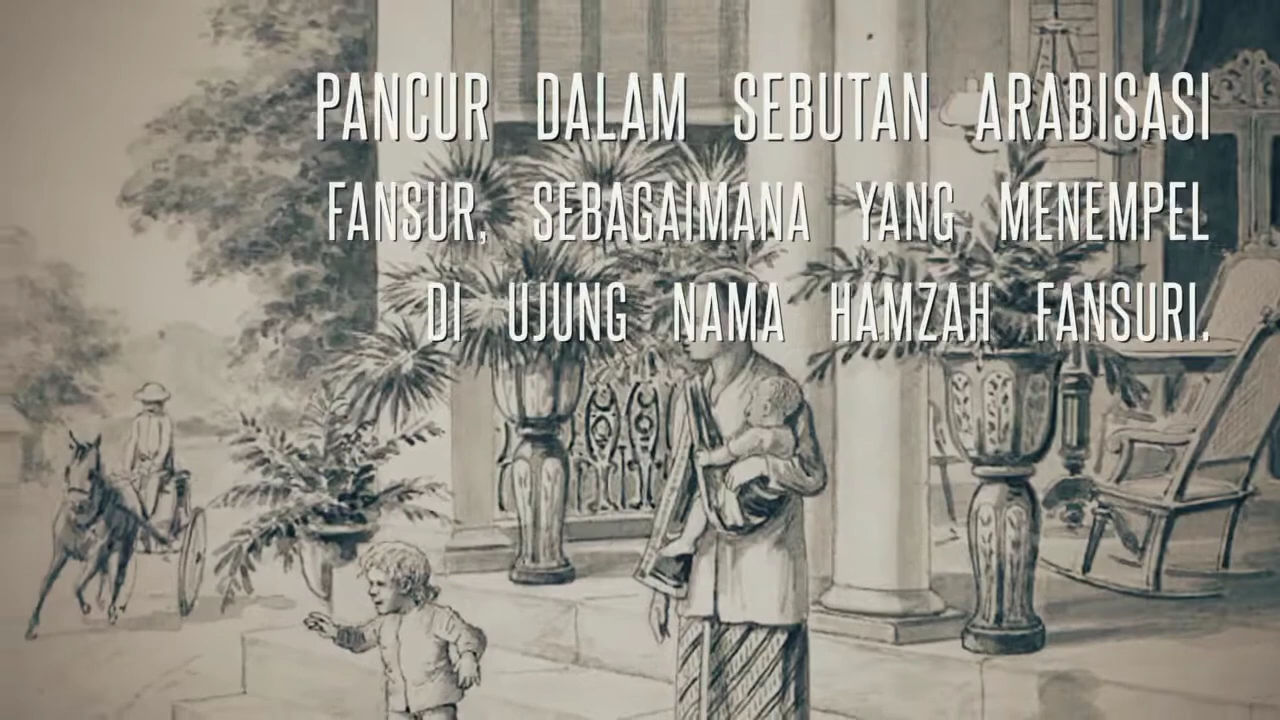 PANCUR DALAM SEBUTAN ARABISASI
FANSUR, SEBAGAIMANA YANG MENEMPEL
DI UJUNG NAMA HAMZAH FANSURI.